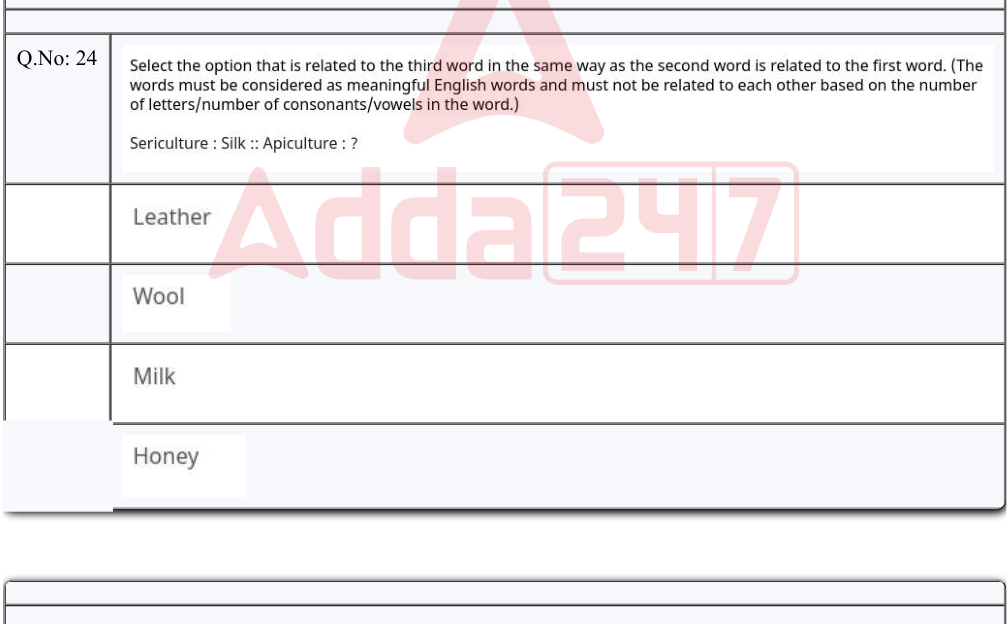 Q.No: 24
Select the option that is related to the third word in the same way as the second word is related to the first word. (The
words must be considered as meaningful English words and must not be related to each other based on the number
of letters/number of consonants/vowels in the word.)
Sericulture : Silk :: Apiculture : ?
Adda247
Leather
Wool
Milk
Honey